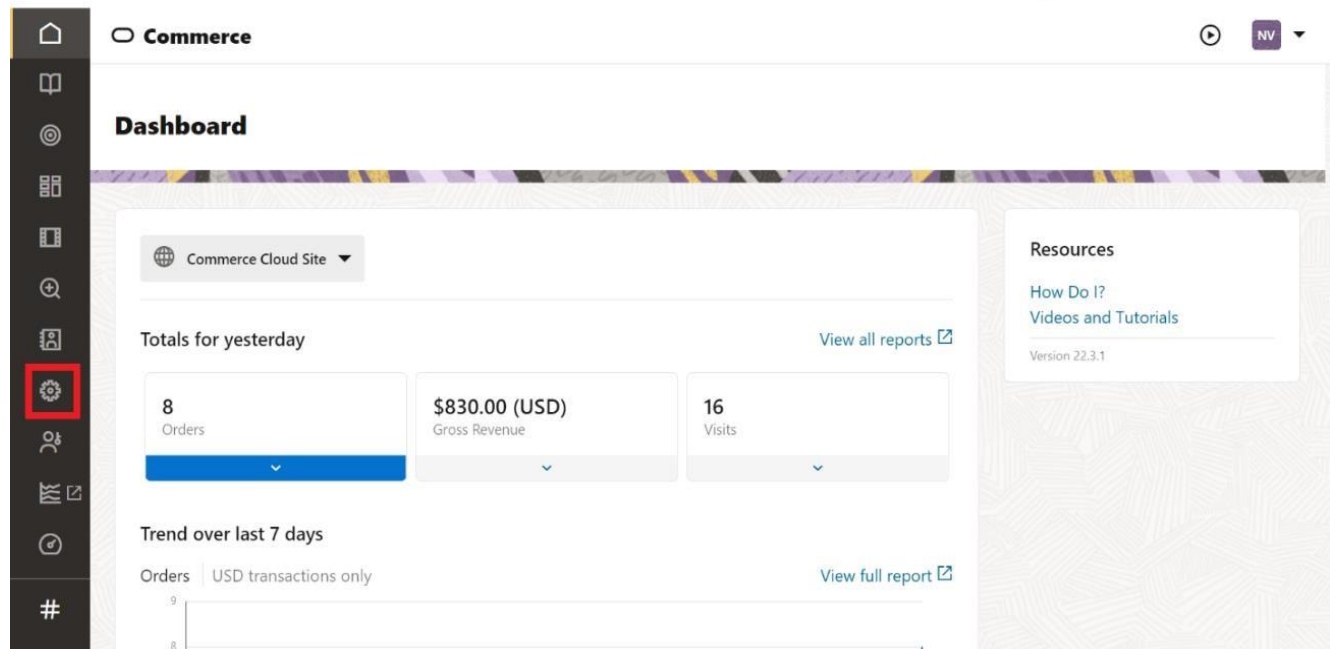 Commerce
NV
Dashboard
Commerce Cloud Site
Resources
How Do I?
Videos and Tutorials
Version 22.3.1
Totals for yesterday
View all reports
8
Orders
$830.00 (USD)
Gross Revenue
16
Visits
Trend over last 7 days
Orders USD transactions only
View full report
9
8
#